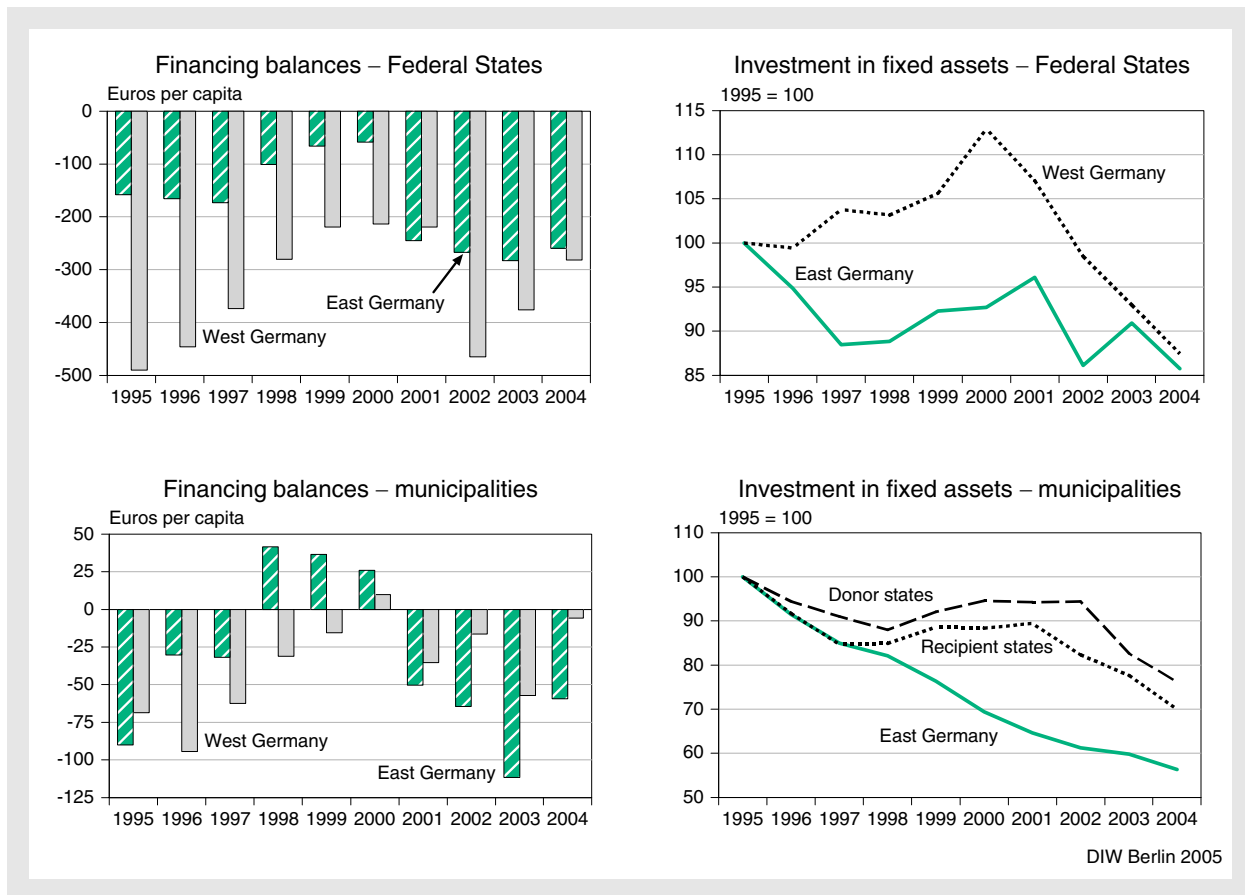 Financing balances – Federal States
Euros per capita
0
-100
-200
-300
-400
-500
East Germany
West Germany
1995 1996 1997 1998 1999 2000 2001 2002 2003 2004
Investment in fixed assets – Federal States
1995 = 100
115
110
105
100
95
90
85
West Germany
East Germany
1995 1996 1997 1998 1999 2000 2001 2002 2003 2004
Financing balances – municipalities
Euros per capita
50
25
0
-25
-50
-75
-100
-125
West Germany
East Germany
1995 1996 1997 1998 1999 2000 2001 2002 2003 2004
Investment in fixed assets – municipalities
1995 = 100
110
100
90
80
70
60
50
Donor states
Recipient states
East Germany
1995 1996 1997 1998 1999 2000 2001 2002 2003 2004
DIW Berlin 2005